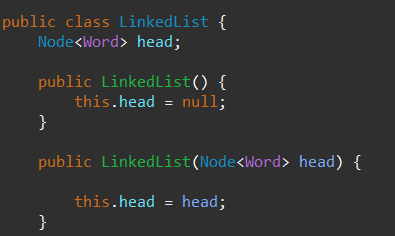 public class LinkedList {
    Node<Word> head;

    public LinkedList() {
        this.head = null;
    }

    public LinkedList(Node<Word> head) {

        this.head = head;
    }